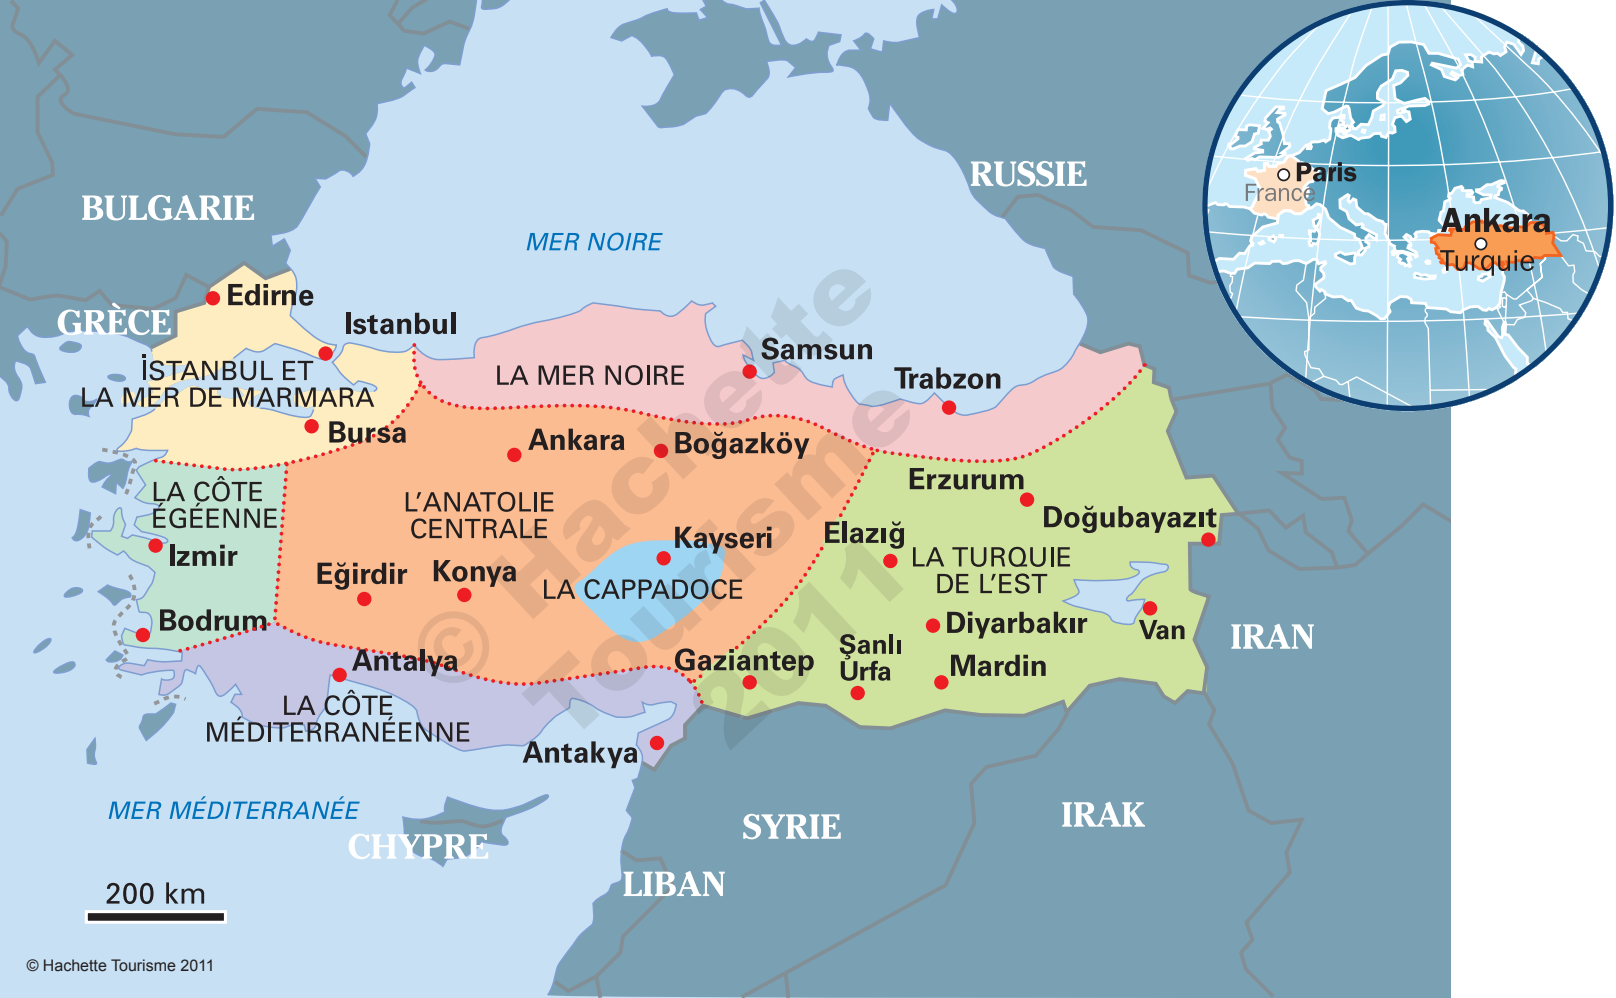 BULGARIE
RUSSIE
MER NOIRE
Paris
France
Ankara
Turquie
GRÈCE
Edirne
Istanbul
İSTANBUL ET
LA MER DE MARMARA
Bursa
LA MER NOIRE
Samsun
Trabzon
Ankara
Boğazköy
LA CÔTE
ÉGÉENNE
Izmir
Bodrum
L'ANATOLIE
CENTRALE
Eğirdir
Konya
Kayseri
LA CAPPADOCE
Erzurum
Doğubayazıt
Elazığ
LA TURQUIE
DE L'EST
Diyarbakır
Van
Şanlı
Urfa
Mardin
Gaziantep
Antalya
LA CÔTE
MÉDITERRANÉENNE
Antakya
IRAN
IRAK
SYRIE
LIBAN
CHYPRE
MER MÉDITERRANÉE
200 km
© Hachette Tourisme 2011
© Hachette
Tourisme
2011